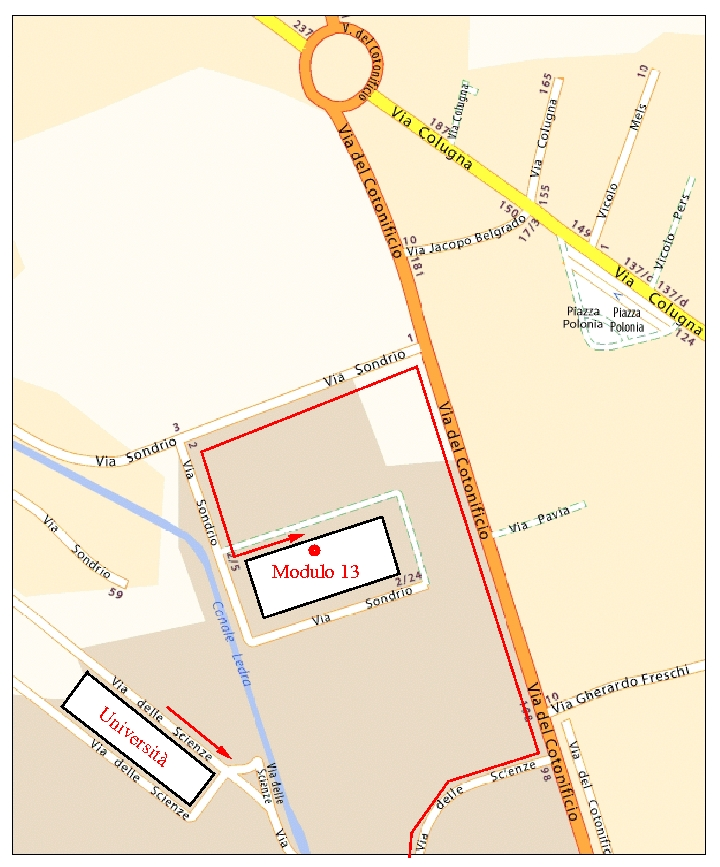 237
V. del Cotonificio
Via Colugna
187
Via Colugna
165
Via Colugna
155
10
Vicolo Mels
1
Via del Cotonificio
150
17/3
149
Vicolo Pers
10
Via Jacopo Belgrado
181
137/c
137/d
Via Colugna
124
Piazza
Polonia
Piazza
Polonia
1
Via Sondrio
3
2
Via Sondrio
Via Sondrio
Via del Cotonificio
Via Pavia
2/5
Modulo 13
2/24
Via Sondrio
Via Sondrio
59
Canale Ledra
Via delle Scienze
Università
Via delle Scienze
Via delle
Scienze
Via
10
Via Gherardo Freschi
198
Via del Cotonificio
Via delle Scienze
98
Via del Cotonificio